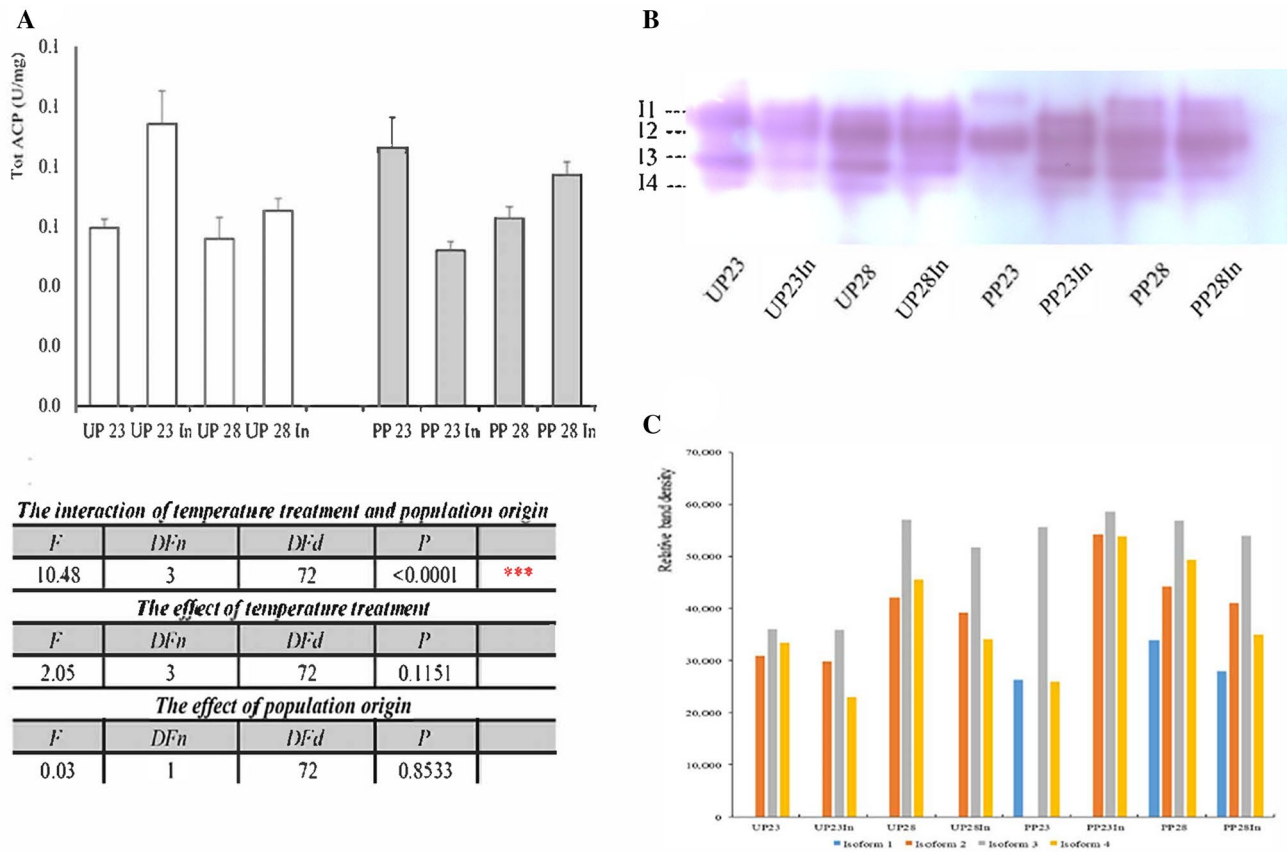 A
Tot ACP (U/mg)
0.1
0.1
0.1
0.1
0.0
0.0
0.0
UP 23 UP 23 In UP 28 UP 28 In PP 23 PP 23 In PP 28 PP 28 In
The interaction of temperature treatment and population origin
F DFn DFd P
10.48 3 72 <0.0001 ***
The effect of temperature treatment
F DFn DFd P
2.05 3 72 0.1151
The effect of population origin
F DFn DFd P
0.03 1 72 0.8533
B
I1 ---
I2 ---
I3 ---
I4 ---
UP23 UP23In UP28 UP28In PP23 PP23In PP28 PP28In
C
Relative band density
70,000
60,000
50,000
40,000
30,000
20,000
10,000
0
UP23 UP23In UP28 UP28In PP23 PP23In PP28 PP28In
Isoform 1 Isoform 2 Isoform 3 Isoform 4